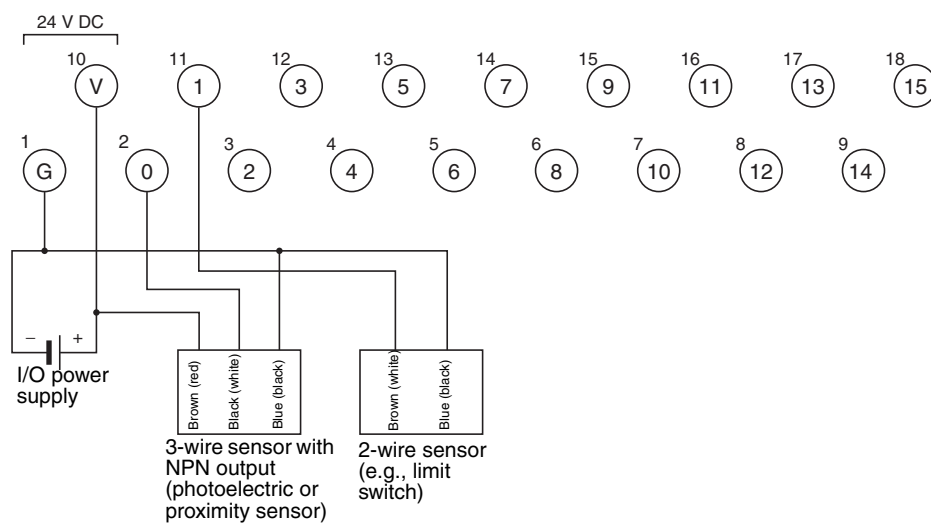 24 V DC
10 11 12 13 14 15 16 17 18
V 1 3 5 7 9 11 13 15
1 2 3 4 5 6 7 8 9
G 0 2 4 6 8 10 12 14
– +
I/O power
supply
Brown (red)
Black (white)
Blue (black)
3-wire sensor with
NPN output
(photoelectric or
proximity sensor)
Brown (white)
Blue (black)
2-wire sensor
(e.g., limit
switch)